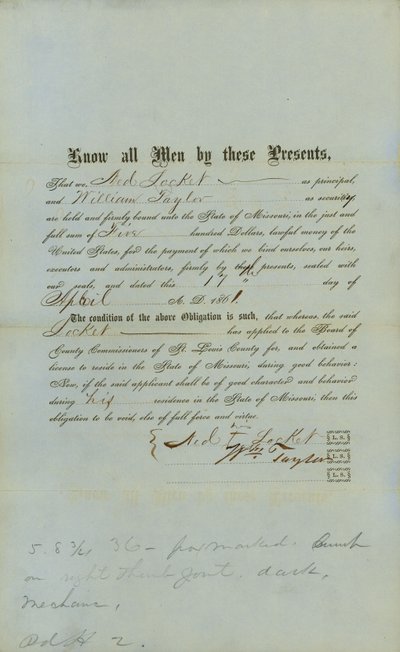 Know all Men by these Presents,
That we, Ned Locket as principal,
and William Taylor as security,
are held and firmly bound unto the State of Missouri, in the just and
full sum of Five hundred Dollars, lawful money of the
United States, for the payment of which we bind ourselves, our heirs,
executors and administrators, firmly by these presents, sealed with
our seals, and dated this 17th day of
April A. D. 1861.
The condition of the above Obligation is such, that whereas, the said
Locket has applied to the Board of
County Commissioners of St. Louis County for, and obtained a
license to reside in the State of Missouri, during good behavior:
Now, if the said applicant shall be of good character and behavior
during his residence in the State of Missouri, then this
obligation to be void, else of full force and virtue.
Ned Locket L. S.
Wm Taylor L. S.
L. S.
5. 8 3/4 36 – pox marked.
on right thumb joint. dark.
mechanic,
Pd H 2.